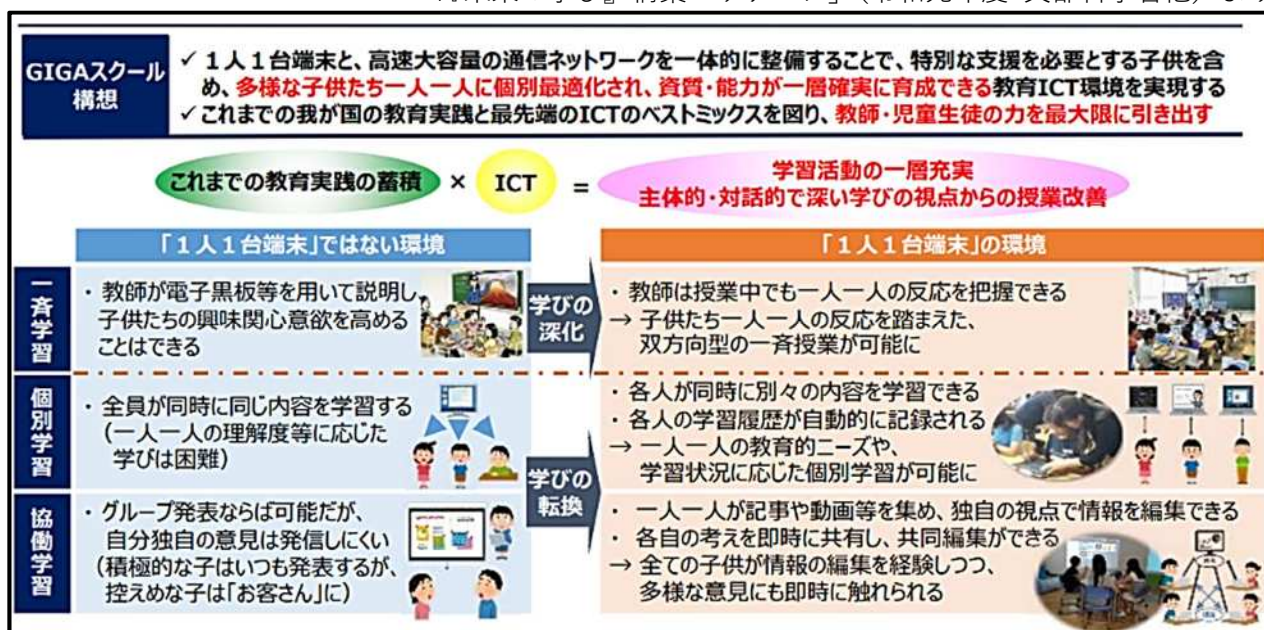 GIGAスクール
構想
✓ １人１台端末と、高速大容量の通信ネットワークを一体的に整備することで、特別な支援を必要とする子供を含
め、多様な子供たち一人一人に個別最適化され、資質・能力が一層確実に育成できる教育ICT環境を実現する
✓ これまでの我が国の教育実践と最先端のICTのベストミックスを図り、教師・児童生徒の力を最大限に引き出す
これまでの教育実践の蓄積 × ICT = 学習活動の一層充実
主体的・対話的で深い学びの視点からの授業改善
「１人１台端末」ではない環境
「１人１台端末」の環境
一斉学習
・教師が電子黒板等を用いて説明し、
子供たちの興味関心意欲を高める
ことはできる
学びの
深化
・教師は授業中でも一人一人の反応を把握できる
→ 子供たち一人一人の反応を踏まえた、
双方向型の一斉授業が可能に
個別学習
・全員が同時に同じ内容を学習する
（一人一人の理解度等に応じた
学びは困難）
学びの
転換
・各人が同時に別々の内容を学習できる
・各人の学習履歴が自動的に記録される
→ 一人一人の教育的ニーズや、
学習状況に応じた個別学習が可能に
協働学習
・グループ発表ならば可能だが、
自分独自の意見は発信しにくい
（積極的な子はいつも発表するが、
控えめな子は「お客さん」に）
・一人一人が記事や動画等を集め、独自の視点で情報を編集できる
・各自の考えを即時に共有し、共同編集ができる
→ 全ての子供が情報の編集を経験しつつ、
多様な意見にも即時に触れられる